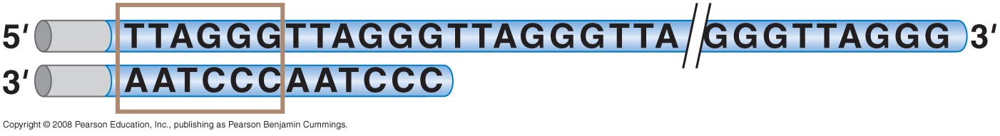 5′ TTAGGGTTAGGGTTAGGGTTA GGGTTAGGG 3′
3′ AATCCCAATCCC
Copyright © 2008 Pearson Education, Inc., publishing as Pearson Benjamin Cummings.